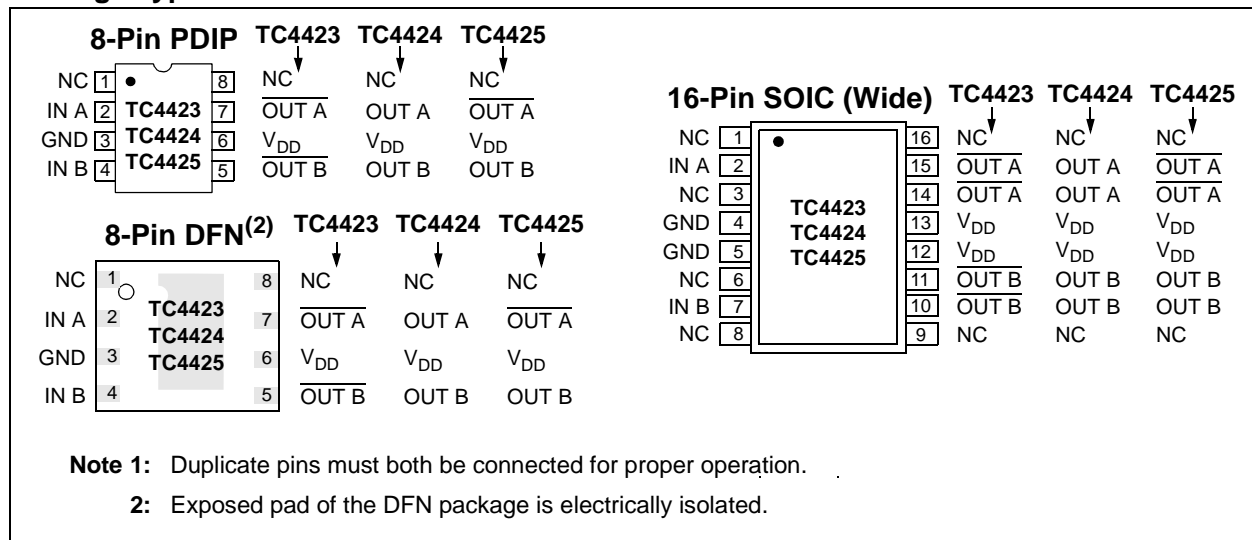 8-Pin PDIP TC4423 TC4424 TC4425
NC 1 8 NC NC NC
IN A 2 TC4423 7 OUT A OUT A OUT A
GND 3 TC4424 6 VDD VDD VDD
IN B 4 TC4425 5 OUT B OUT B OUT B
8-Pin DFN(2) TC4423 TC4424 TC4425
NC 1 8 NC NC NC
IN A 2 TC4423 7 OUT A OUT A OUT A
TC4424
GND 3 TC4425 6 VDD VDD VDD
IN B 4 5 OUT B OUT B OUT B
16-Pin SOIC (Wide) TC4423 TC4424 TC4425
NC 1 16 NC NC NC
IN A 2 15 OUT A OUT A OUT A
NC 3 TC4423 14 OUT A OUT A OUT A
GND 4 TC4424 13 VDD VDD VDD
GND 5 TC4425 12 VDD VDD VDD
NC 6 11 OUT B OUT B OUT B
IN B 7 10 OUT B OUT B OUT B
NC 8 9 NC NC NC
Note 1: Duplicate pins must both be connected for proper operation.
2: Exposed pad of the DFN package is electrically isolated.